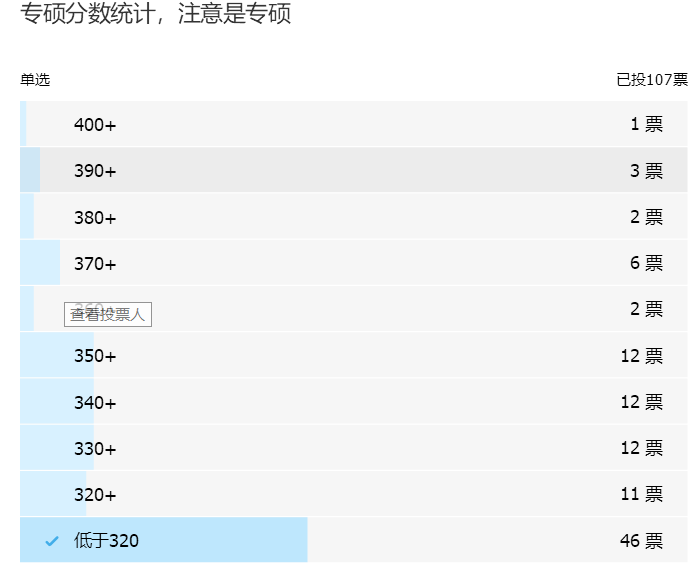 专硕分数统计，注意是专硕
单选 已投107票
400+ 1 票
390+ 3 票
380+ 2 票
370+ 6 票
2 票
查看投票人
350+ 12 票
340+ 12 票
330+ 12 票
320+ 11 票
低于320 46 票